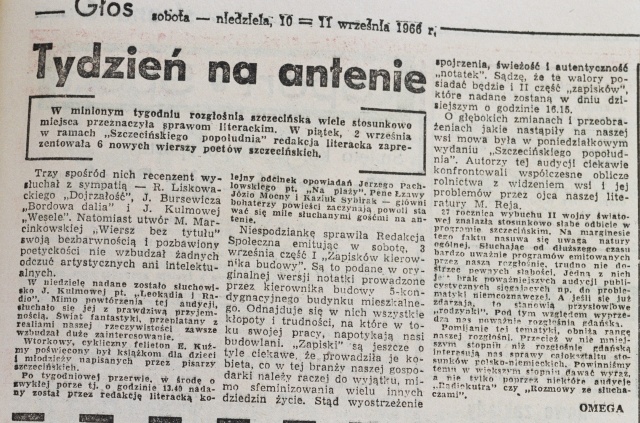 Głos
sobota — niedziela, 10 — 11 września 1966 r.
Tydzień na antenie
W minionym tygodniu rozgłośnia szczecińska wiele stosunkowo
miejsca przeznaczyła sprawom literackim. W piątek, 2 września
w ramach „Szczecińskiego popołudnia" redakcja literacka zapre-
zentowała 6 nowych wierszy poetów szczecińskich.
Trzy spośród nich recenzent wy-
słuchał z sympatią — R. Liskowa-
ckiego „Dojrzałość", J. Bursewicza
„Bordowa dalia" i J. Kulmowej
„Wesele". Natomiast utwór M. Mar-
cinkowskiej „Wiersz bez tytułu"
swoją bezbarwnością i pozbawiony
poetyckości nie wzbudzał żadnych
odczuć artystycznych ani intelektu-
alnych.
W niedzielę nadane zostało słuchowi-
sko J. Kulmowej pt. „Leokadia i Ra-
dio". Mimo powtórzenia tej audycji,
słuchało się jej z prawdziwą przyjem-
nością. Świat fantastyki, przeplatany z
realiami naszej rzeczywistości zawsze
wzbudzał duże zainteresowanie.
Wtorkowy, cykliczny felieton E. Kuź-
my poświęcony był książkom dla dzieci
i młodzieży napisanych przez pisarzy
szczecińskich.
Po tygodniowej przerwie, w środę o
zwykłej porze tj. o godzinie 13.40 nada-
ny został przez redakcję literacką ko-
lejny odcinek opowiadań Jerzego Pach-
lowskiego pt. „Na plaży". Pene Łzawy
Józio Mocny i Kaziuk Sybirak — główni
bohaterzy powieści zaczynają powoli sta
wać się mile słuchanymi gośćmi na an-
tenie.
Niespodziankę sprawiła Redakcja
Społeczna emitując w sobotę, 3
września część I „Zapisków kierow-
nika budowy". Są to podane w ory-
ginalnej wersji notatki prowadzone
przez kierownika budowy 5-kon-
dygnacyjnego budynku mieszkalne-
go. Odnajduje się w nich wszystkie
kłopoty i trudności, na które w to-
ku swojej pracy, napotykają nasi
budowlani. „Zapiski" są jeszcze o
tyle ciekawe, że prowadziła je ko-
bieta, co w tej branży naszej gospo-
darki należy raczej do wyjątku, mi-
mo sfeminizowania wielu innych
dziedzin życie. Stąd wyostrzenie
spojrzenia, świeżość i autentyczność
„notatek". Sądzę, że te walory po-
siadać będzie i II część „zapisków",
które nadane zostaną w dniu dzi-
siejszym o godzinie 16.15.
O głębokich zmianach i przeobra-
żeniach jakie nastąpiły na naszej
wsi mowa była w poniedziałkowym
wydaniu „Szczecińskiego popołud-
nia". Autorzy tej audycji ciekawie
konfrontowali współczesne oblicze
rolnictwa z widzeniem wsi i jej
problemów przez ojca naszej literatu-
ry M. Reja.
27 rocznica wybuchu II wojny świato-
wej znalazła stosunkowo słabe odbicie w
programie szczecińskim. Na marginesie
tego faktu nasuwa się uwaga natury
ogólnej. Słuchając od dłuższego czasu
bardzo uważnie programów emitowanych
przez naszą rozgłośnię, trudno nie do-
strzec pewnych słabości. Jedną z nich
jest brak poważniejszych audycji publi-
cystycznych sięgających np. do proble-
matyki niemcoznawczej. A jeśli się już
zdarzają, to stanowią przysłowiowe
„rodzynki". Pod tym względem wyprze-
dza nas poważnie rozgłośnia gdańska.
Pomijanie tej tematyki, obniża rangę
naszej rozgłośni. Przecież w nie mniej-
szym stopniu niż rozgłośnie gdańską
interesują nas sprawy całokształtu sto-
sunków polsko-niemieckich. Powinniśmy
temu w większym stopniu dawać wyraz,
a nie tylko poprzez niektóre audycje
„Radiekutra" czy „Rozmowy ze słucha-
czami".
OMEGA